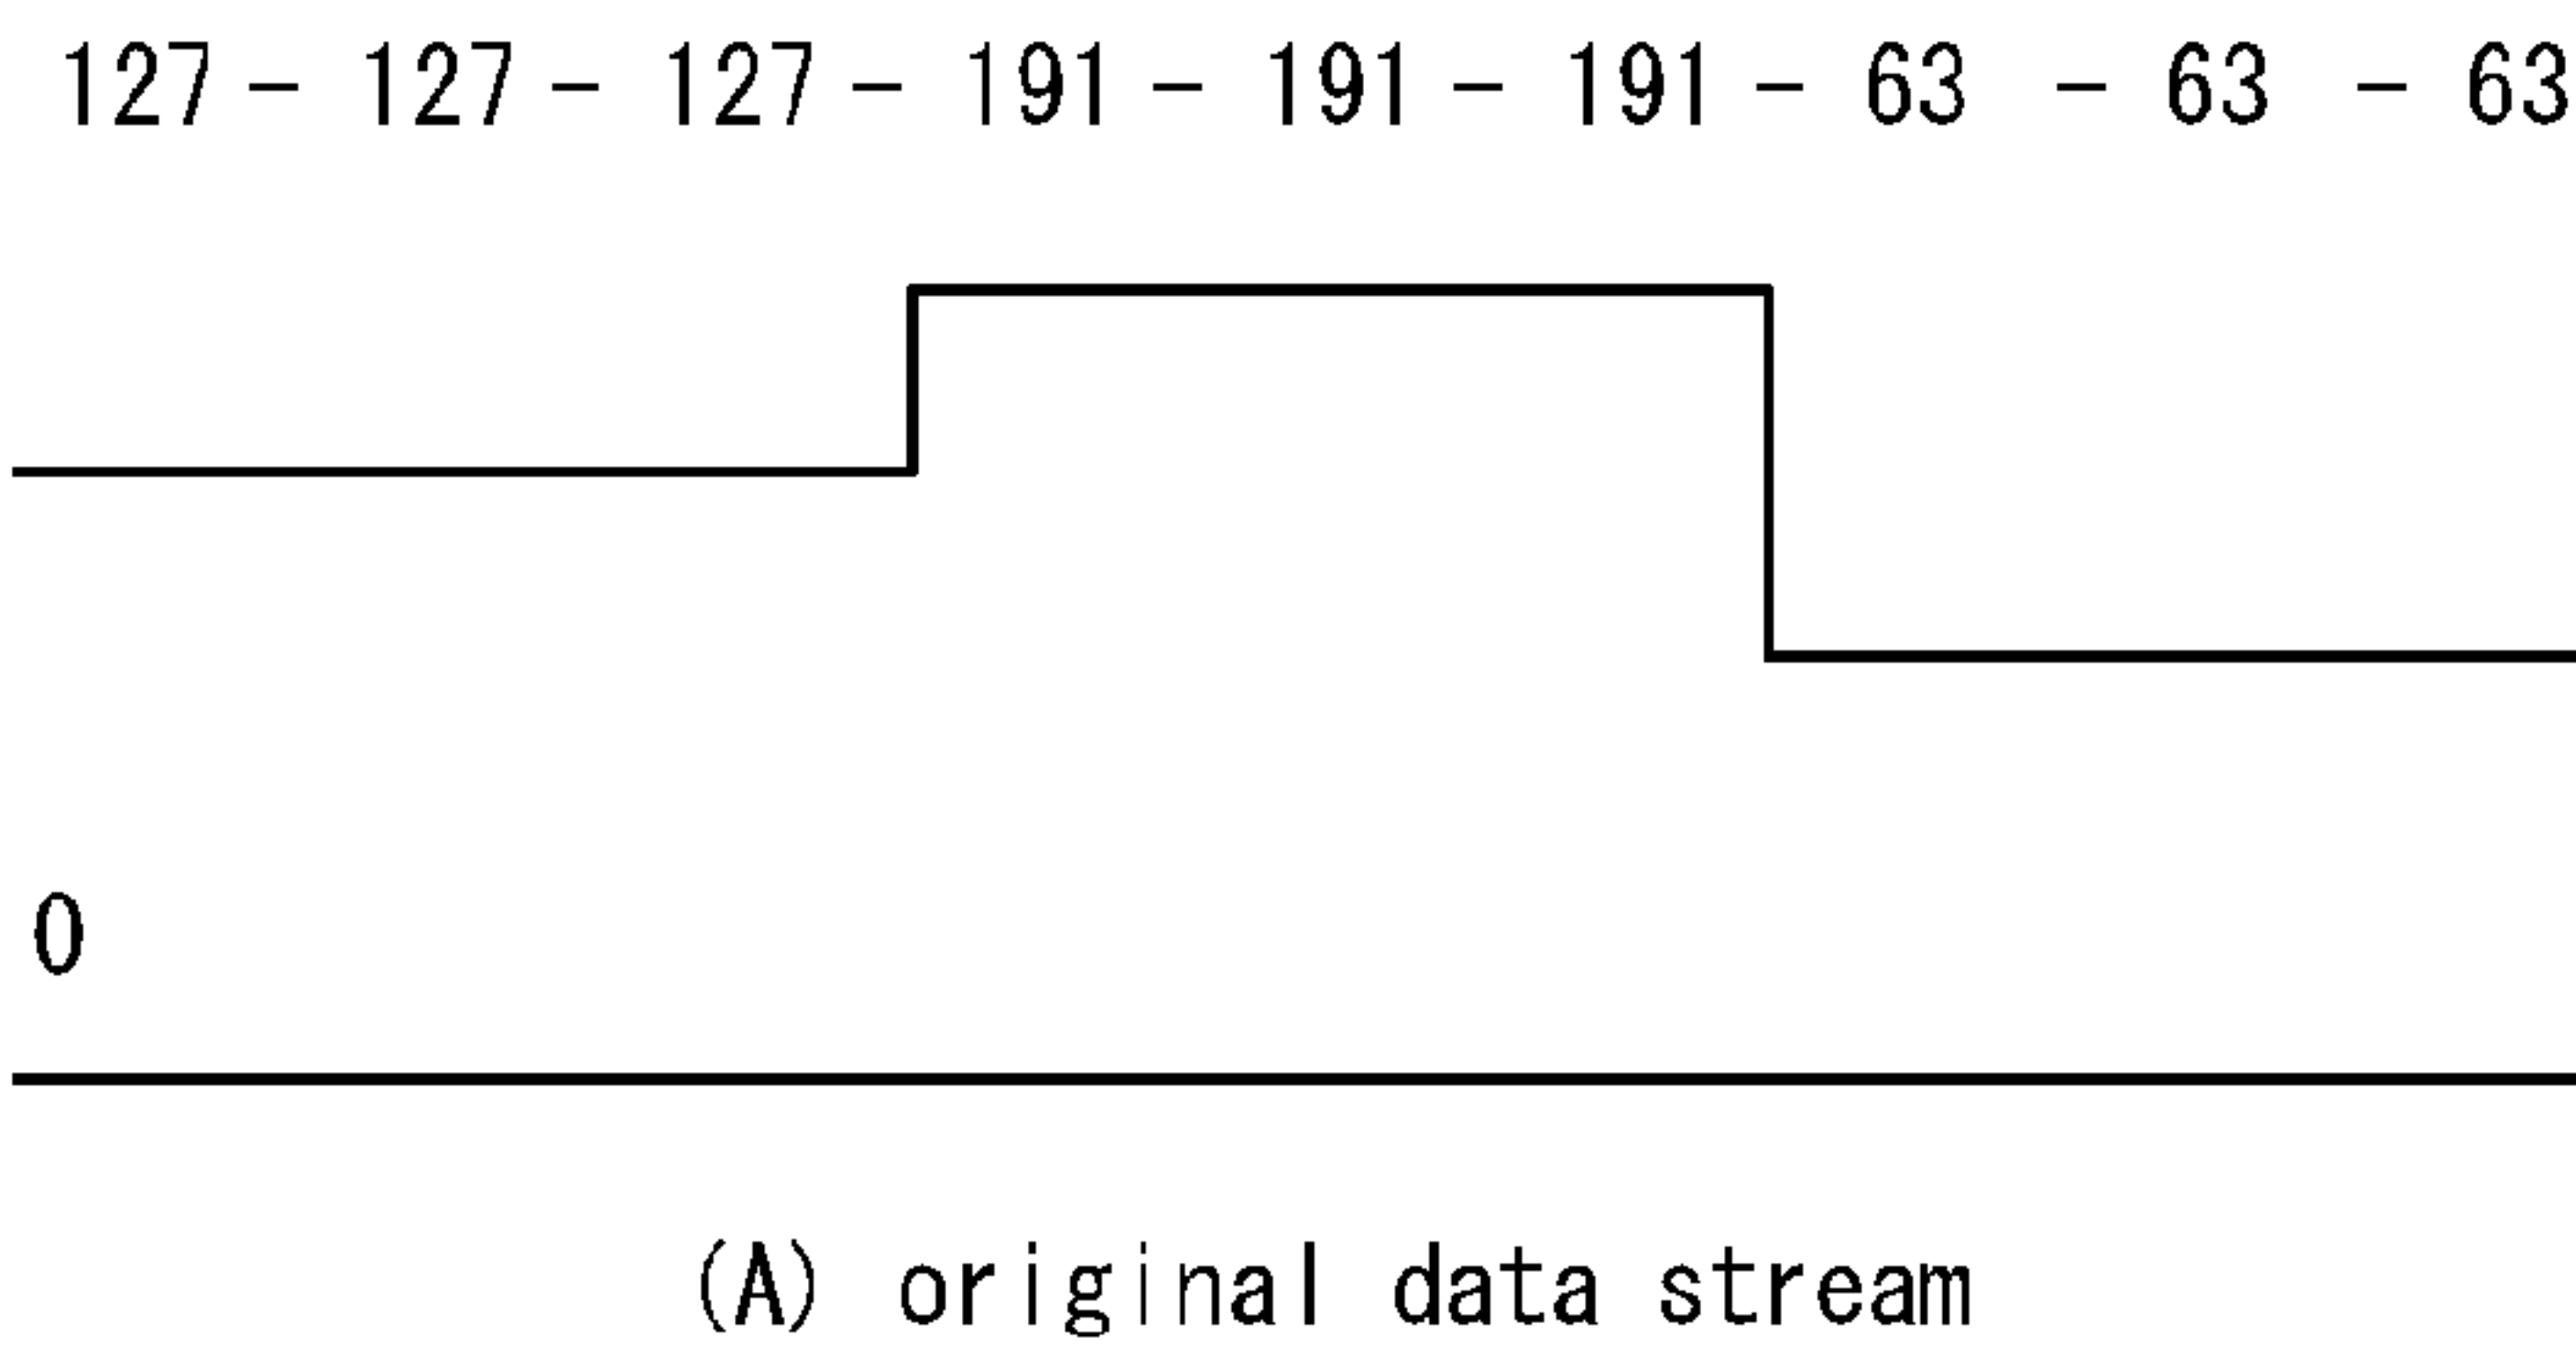 127 - 127 - 127 - 191 - 191 - 191 - 63 - 63 - 63
0
(A) original data stream